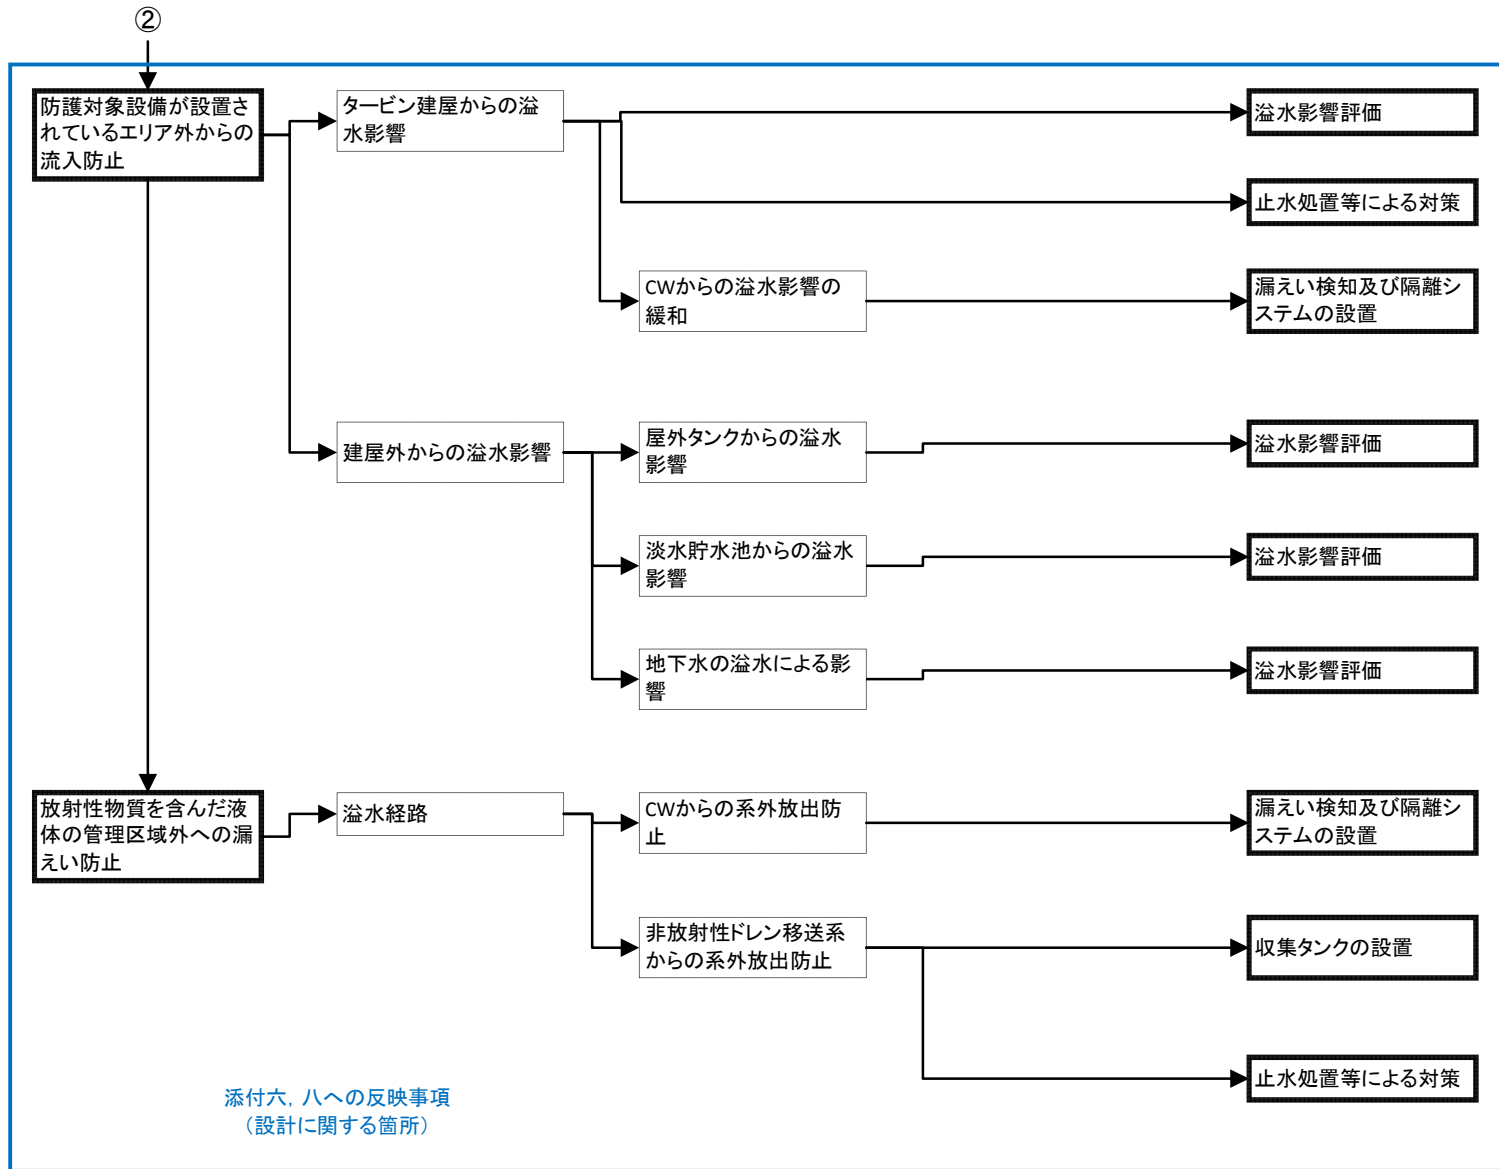 ②
防護対象設備が設置さ
れているエリア外からの
流入防止
タービン建屋からの溢
水影響
溢水影響評価
止水処置等による対策
CWからの溢水影響の
緩和
漏えい検知及び隔離シ
ステムの設置
建屋外からの溢水影響
屋外タンクからの溢水
影響
溢水影響評価
淡水貯水池からの溢水
影響
溢水影響評価
地下水の溢水による影
響
溢水影響評価
放射性物質を含んだ液
体の管理区域外への漏
えい防止
溢水経路
CWからの系外放出防
止
漏えい検知及び隔離シ
ステムの設置
非放射性ドレン移送系
からの系外放出防止
収集タンクの設置
止水処置等による対策
添付六，八への反映事項
（設計に関する箇所）